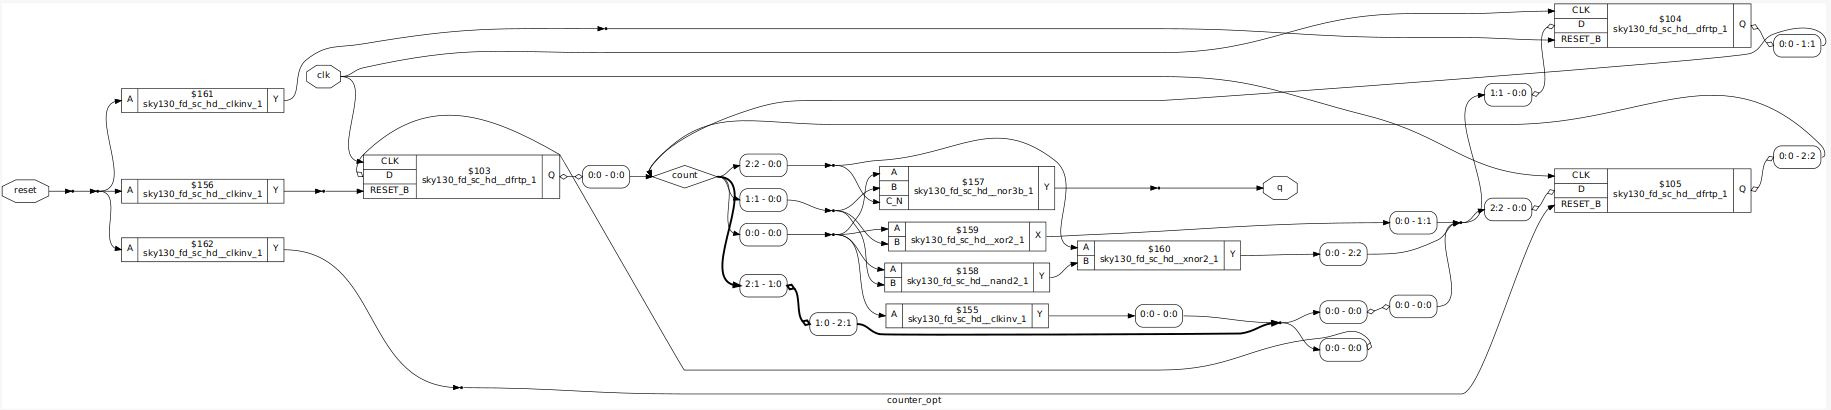 CLK
D
RESET_B
$104
sky130_fd_sc_hd__dfrtp_1
Q
0:0 - 1:1
clk
A
$161
sky130_fd_sc_hd__clkinv_1
Y
1:1 - 0:0
CLK
D
RESET_B
$103
sky130_fd_sc_hd__dfrtp_1
Q
0:0 - 0:0
count
2:2 - 0:0
1:1 - 0:0
0:0 - 0:0
2:1 - 1:0
1:0 - 2:1
A
B
C_N
$157
sky130_fd_sc_hd__nor3b_1
Y
q
0:0 - 2:2
CLK
D
RESET_B
$105
sky130_fd_sc_hd__dfrtp_1
Q
reset
A
$156
sky130_fd_sc_hd__clkinv_1
Y
A
B
$159
sky130_fd_sc_hd__xor2_1
X
0:0 - 1:1
2:2 - 0:0
A
$162
sky130_fd_sc_hd__clkinv_1
Y
A
B
$158
sky130_fd_sc_hd__nand2_1
Y
A
B
$160
sky130_fd_sc_hd__xnor2_1
Y
0:0 - 2:2
A
$155
sky130_fd_sc_hd__clkinv_1
Y
0:0 - 0:0
0:0 - 0:0
0:0 - 0:0
0:0 - 0:0
counter_opt